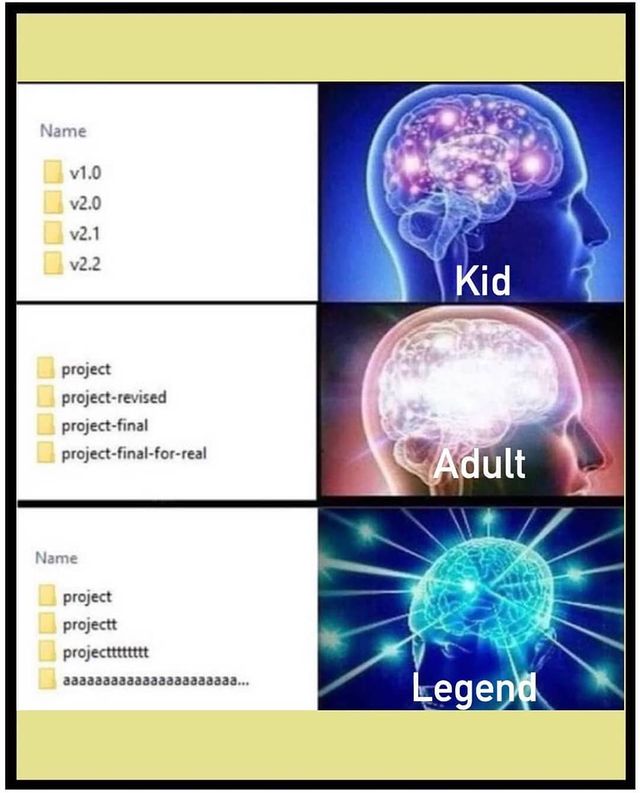 Name
v1.0
v2.0
v2.1
v2.2
Kid
project
project-revised
project-final
project-final-for-real
Adult
Name
project
projectt
projectttttttt
aaaaaaaaaaaaaaaaaaaaaa...
Legend